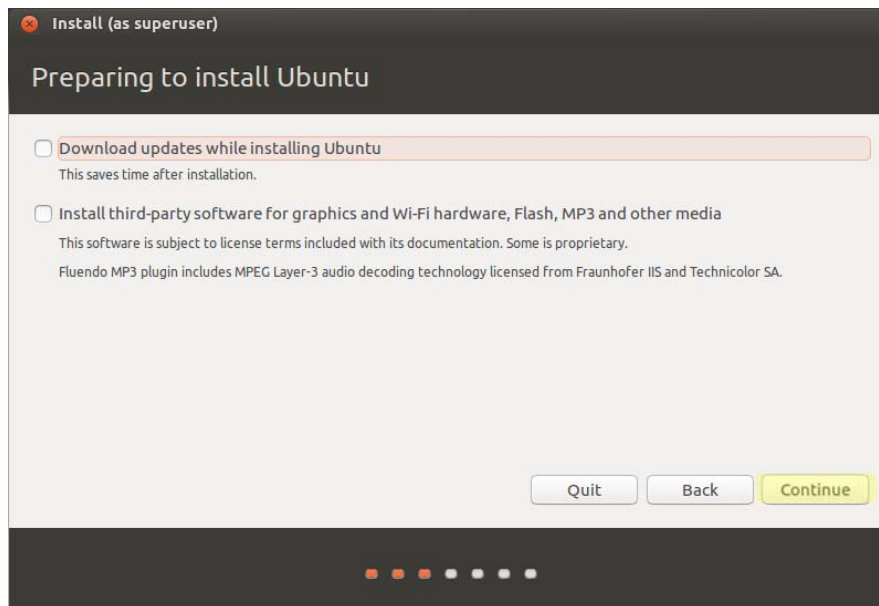 Install (as superuser)
Preparing to install Ubuntu
Download updates while installing Ubuntu
This saves time after installation.
Install third-party software for graphics and Wi-Fi hardware, Flash, MP3 and other media
This software is subject to license terms included with its documentation. Some is proprietary.
Fluendo MP3 plugin includes MPEG Layer-3 audio decoding technology licensed from Fraunhofer IIS and Technicolor SA.
Quit Back Continue